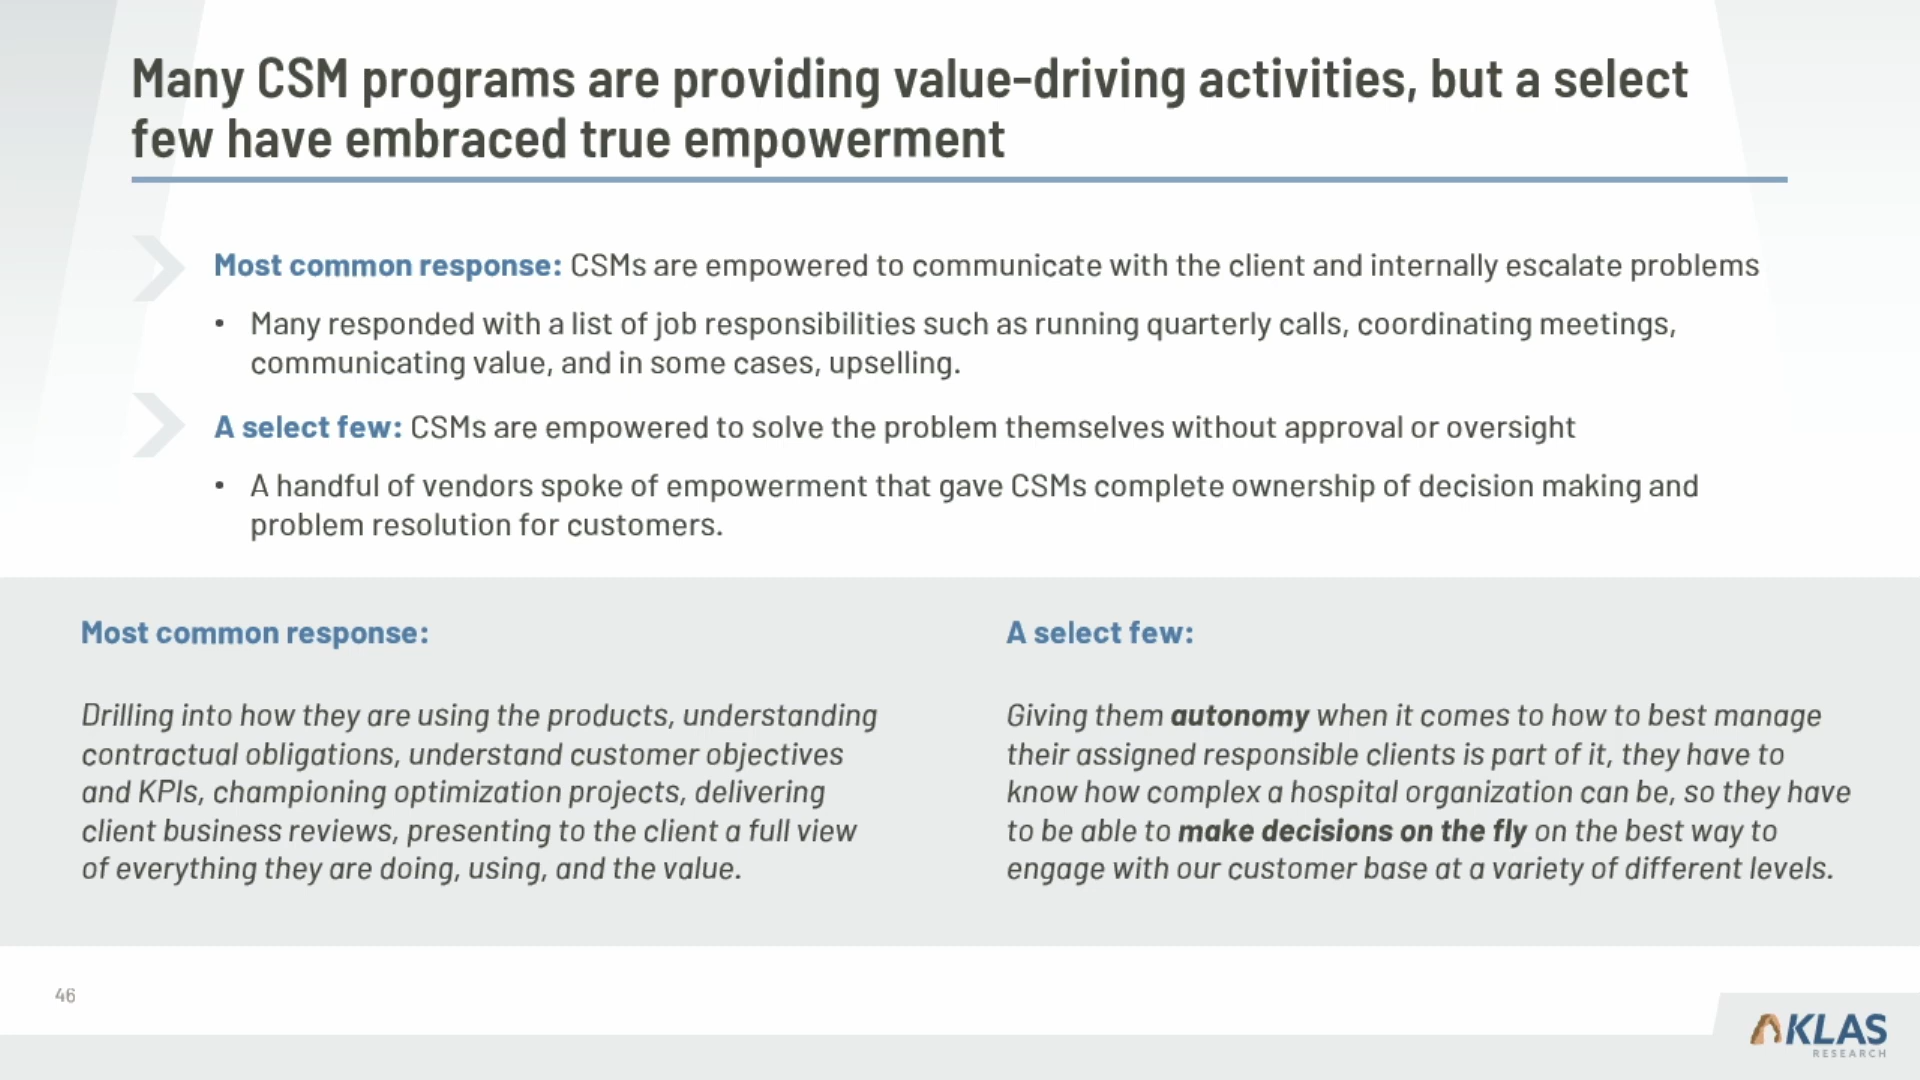 Many CSM programs are providing value-driving activities, but a select
few have embraced true empowerment
Most common response: CSMs are empowered to communicate with the client and internally escalate problems
• Many responded with a list of job responsibilities such as running quarterly calls, coordinating meetings,
communicating value, and in some cases, upselling.
A select few: CSMs are empowered to solve the problem themselves without approval or oversight
• A handful of vendors spoke of empowerment that gave CSMs complete ownership of decision making and
problem resolution for customers.
Most common response:
Drilling into how they are using the products, understanding
contractual obligations, understand customer objectives
and KPIs, championing optimization projects, delivering
client business reviews, presenting to the client a full view
of everything they are doing, using, and the value.
A select few:
Giving them autonomy when it comes to how to best manage
their assigned responsible clients is part of it, they have to
know how complex a hospital organization can be, so they have
to be able to make decisions on the fly on the best way to
engage with our customer base at a variety of different levels.
46
KLAS
RESEARCH